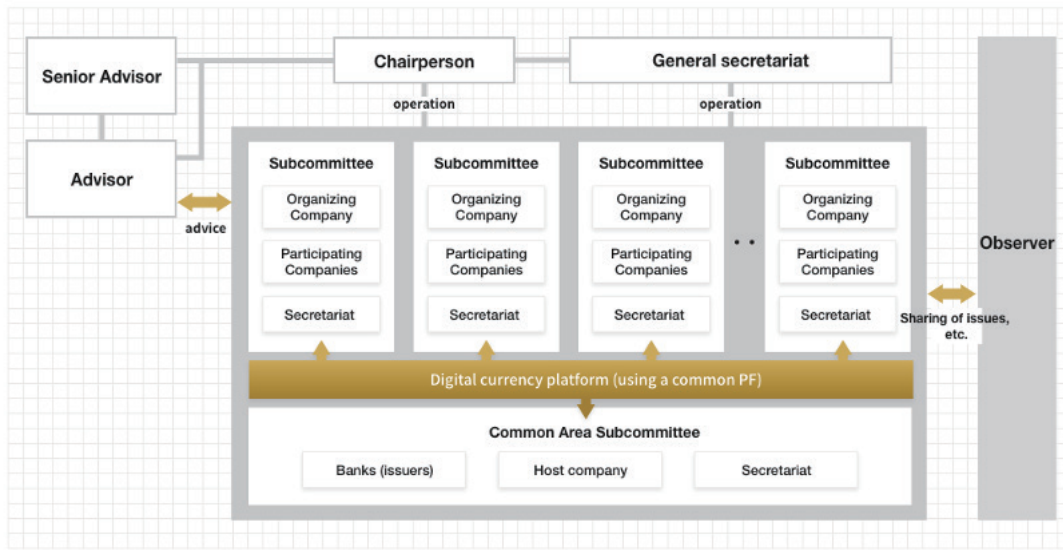 Senior Advisor
Chairperson
General secretariat
operation
operation
Advisor
advice
Subcommittee
Organizing
Company
Participating
Companies
Secretariat
Subcommittee
Organizing
Company
Participating
Companies
Secretariat
Subcommittee
Organizing
Company
Participating
Companies
Secretariat
. .
Subcommittee
Organizing
Company
Participating
Companies
Secretariat
Observer
Sharing of issues,
etc.
Digital currency platform (using a common PF)
Common Area Subcommittee
Banks (issuers)
Host company
Secretariat